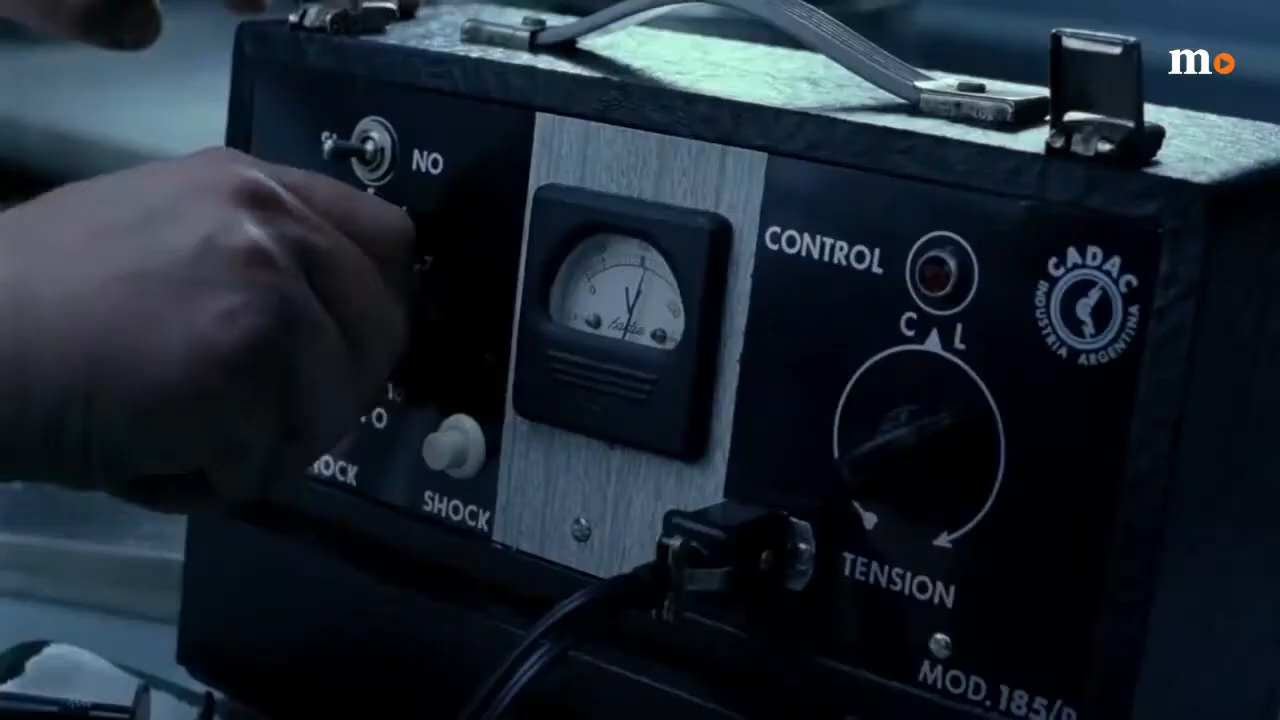 m
NO
CONTROL
CADAC
INDUSTRIA ARGENTINA
C L
SHOCK
TENSION
MOD. 185/